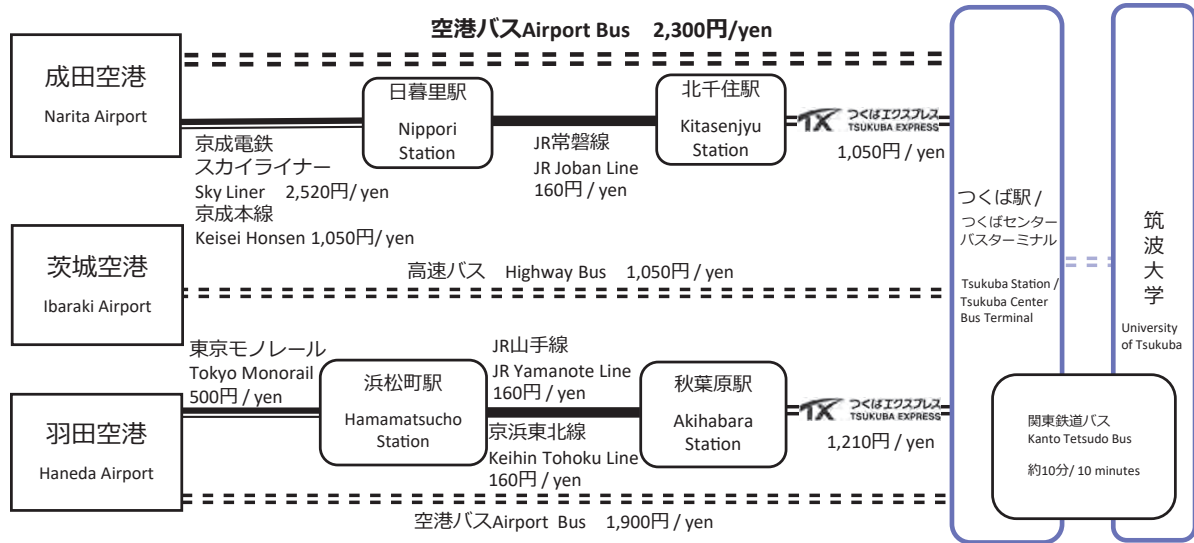 空港バスAirport Bus 2,300円/yen
成田空港
Narita Airport
日暮里駅
Nippori
Station
北千住駅
Kitasenjyu
Station
京成電鉄
スカイライナー
Sky Liner 2,520円/ yen
京成本線
Keisei Honsen 1,050円/ yen
JR常磐線
JR Joban Line
160円 / yen
TX つくばエクスプレス
TSUKUBA EXPRESS
1,050円 / yen
茨城空港
Ibaraki Airport
高速バス Highway Bus 1,050円 / yen
東京モノレール
Tokyo Monorail
500円 / yen
羽田空港
Haneda Airport
浜松町駅
Hamamatsucho
Station
JR山手線
JR Yamanote Line
160円 / yen
京浜東北線
Keihin Tohoku Line
160円 / yen
秋葉原駅
Akihabara
Station
TX つくばエクスプレス
TSUKUBA EXPRESS
1,210円 / yen
空港バスAirport Bus 1,900円 / yen
つくば駅 /
つくばセンター
バスターミナル
Tsukuba Station /
Tsukuba Center
Bus Terminal
筑波大学
University
of Tsukuba
関東鉄道バス
Kanto Tetsudo Bus
約10分/ 10 minutes